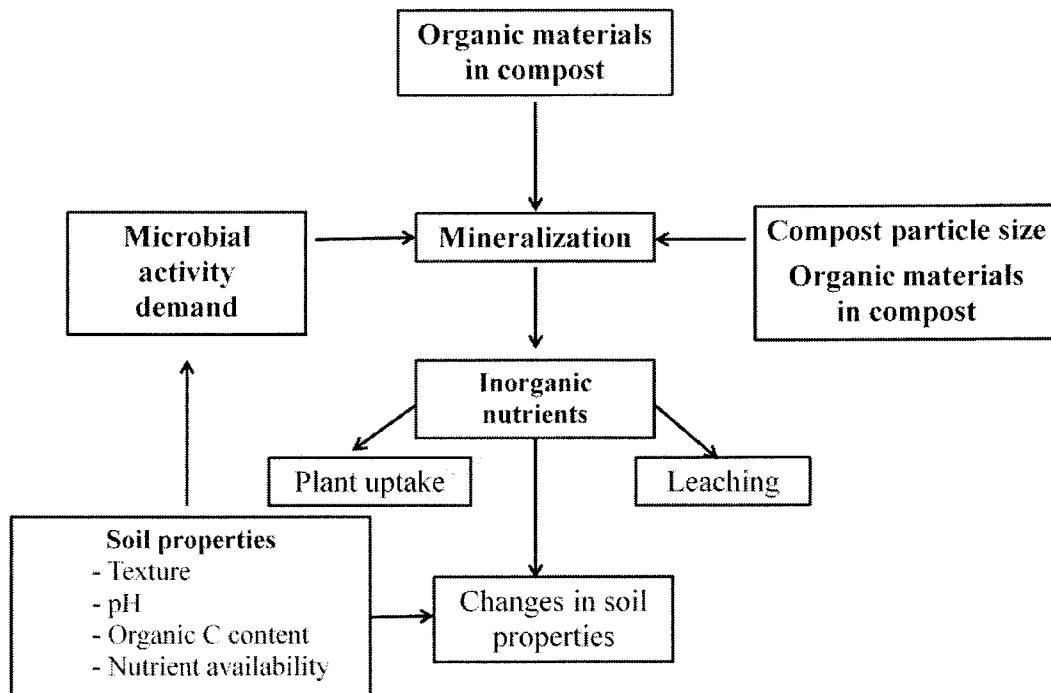 Organic materials
in compost
Microbial
activity
demand
Mineralization
Compost particle size
Organic materials
in compost
Inorganic
nutrients
Plant uptake
Leaching
Soil properties
- Texture
- pH
- Organic C content
- Nutrient availability
Changes in soil
properties